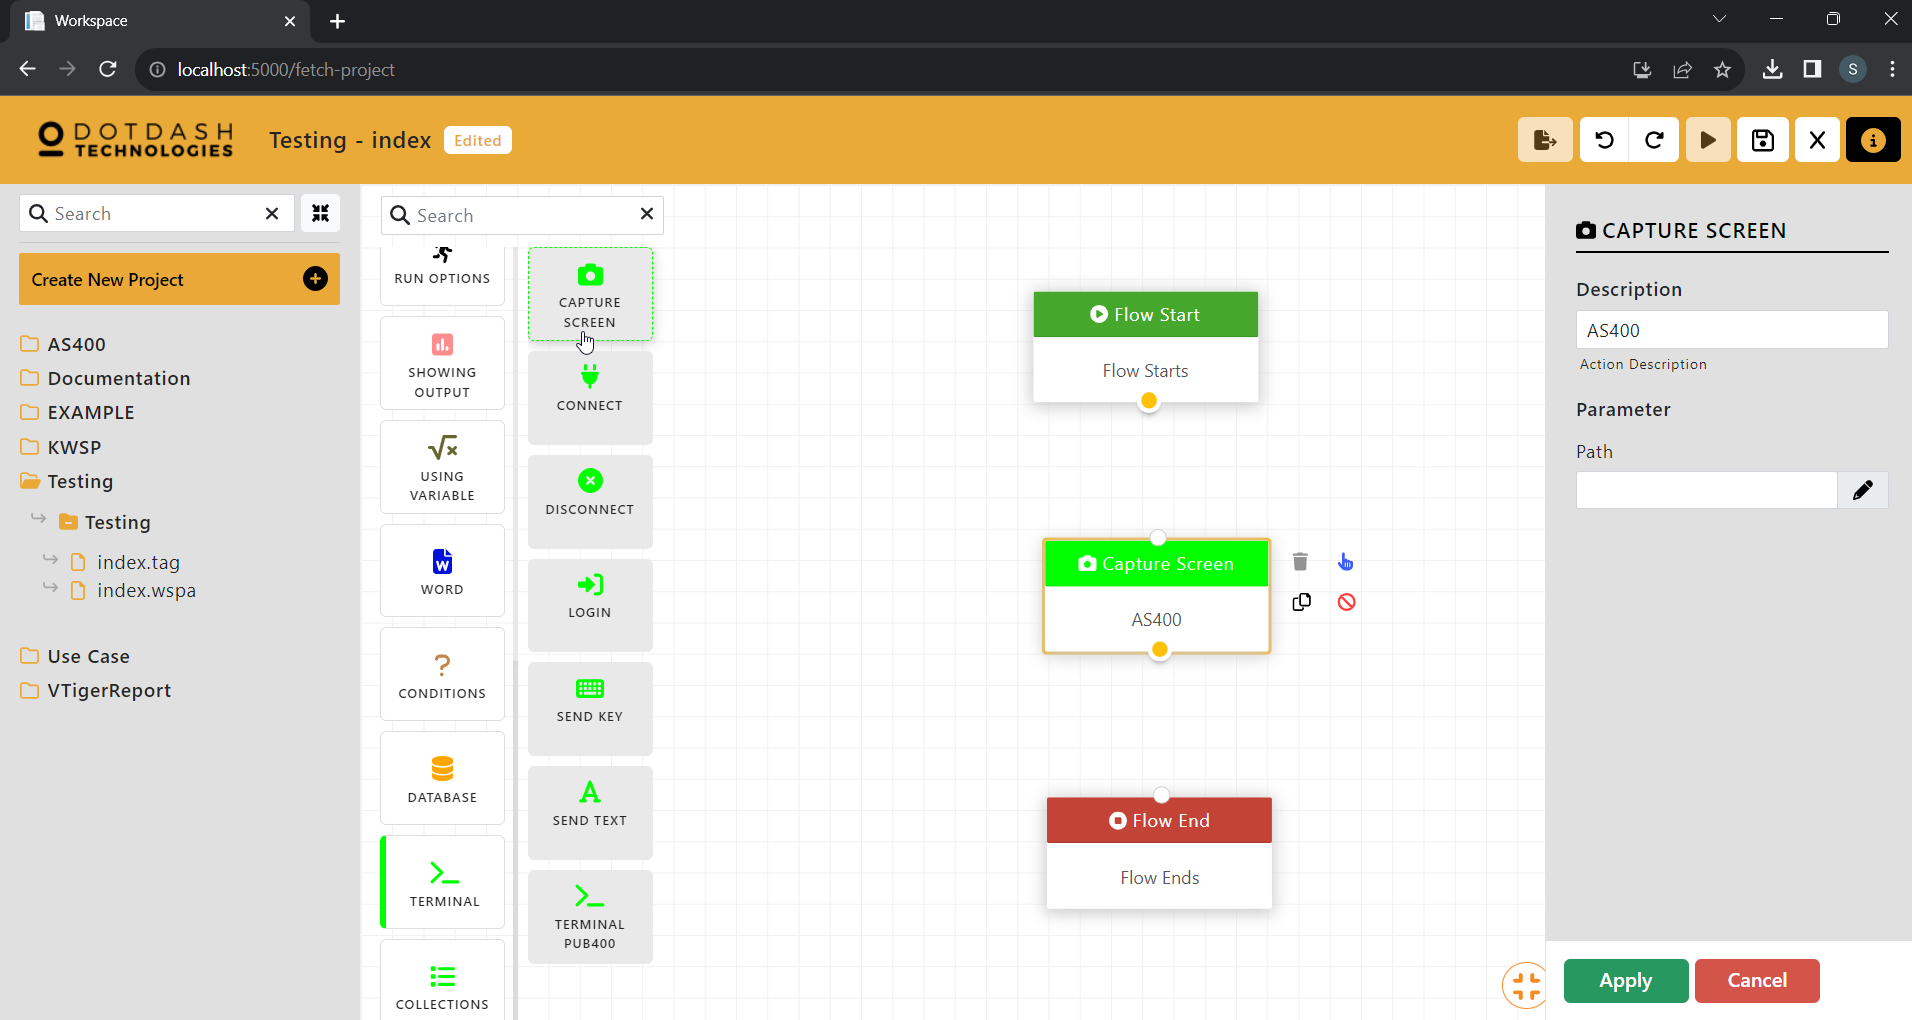 Workspace
localhost:5000/fetch-project
S
DOTDASH
TECHNOLOGIES
Testing - index
Edited
Search
Create New Project
AS400
Documentation
EXAMPLE
KWSP
Testing
Testing
index.tag
index.wspa
Use Case
VTigerReport
Search
RUN OPTIONS
SHOWING
OUTPUT
USING
VARIABLE
WORD
CONDITIONS
DATABASE
TERMINAL
COLLECTIONS
CAPTURE
SCREEN
CONNECT
DISCONNECT
LOGIN
SEND KEY
SEND TEXT
TERMINAL
PUB400
Flow Start
Flow Starts
Capture Screen
AS400
Flow End
Flow Ends
CAPTURE SCREEN
Description
AS400
Action Description
Parameter
Path
Apply
Cancel